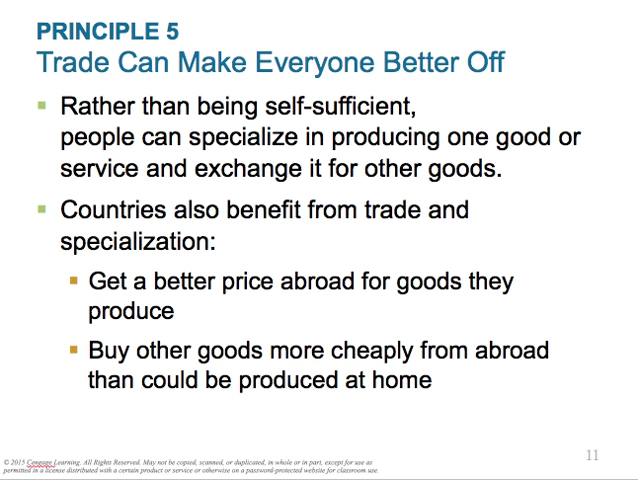 PRINCIPLE 5
Trade Can Make Everyone Better Off
Rather than being self-sufficient,
people can specialize in producing one good or
service and exchange it for other goods.
Countries also benefit from trade and
specialization:
Get a better price abroad for goods they
produce
Buy other goods more cheaply from abroad
than could be produced at home
© 2015 Cengage Learning. All Rights Reserved. May not be copied, scanned, or duplicated, in whole or in part, except for use as
permitted in a license distributed with a certain product or service or otherwise on a password-protected website for classroom use.
11